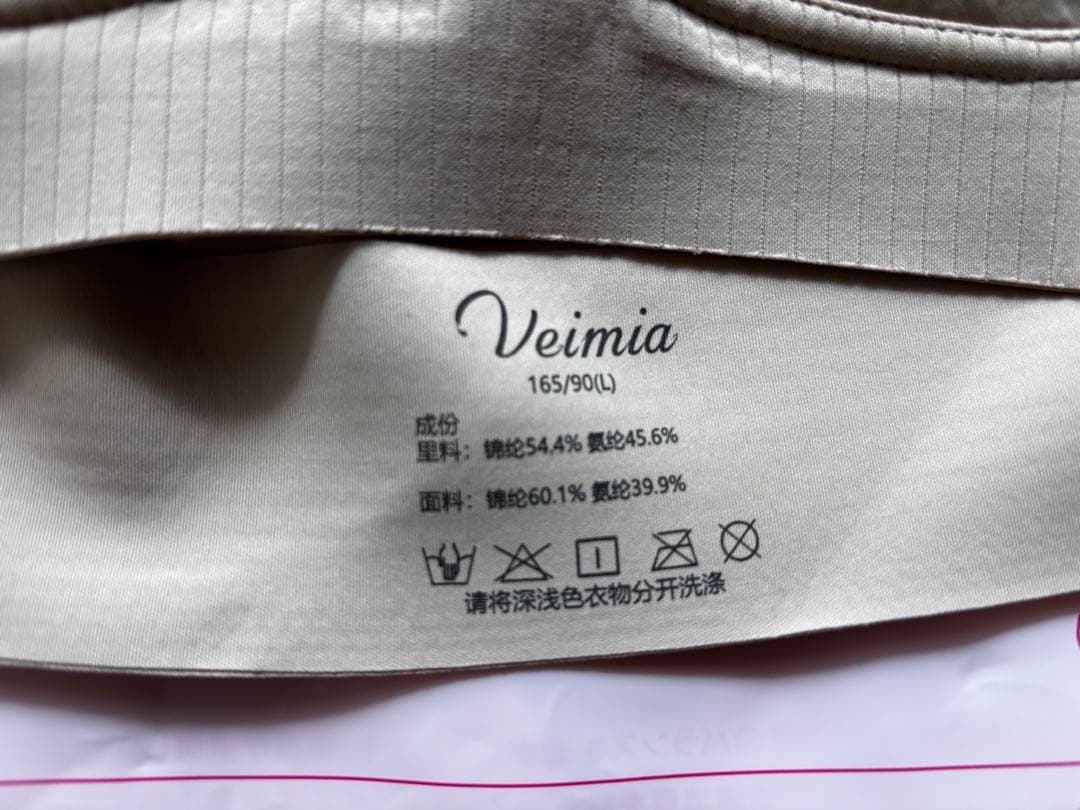 Veimia
165/90(L)
成份
里料：锦纶54.4% 氨纶45.6%
面料：锦纶60.1% 氨纶39.9%
请将深浅色衣物分开洗涤